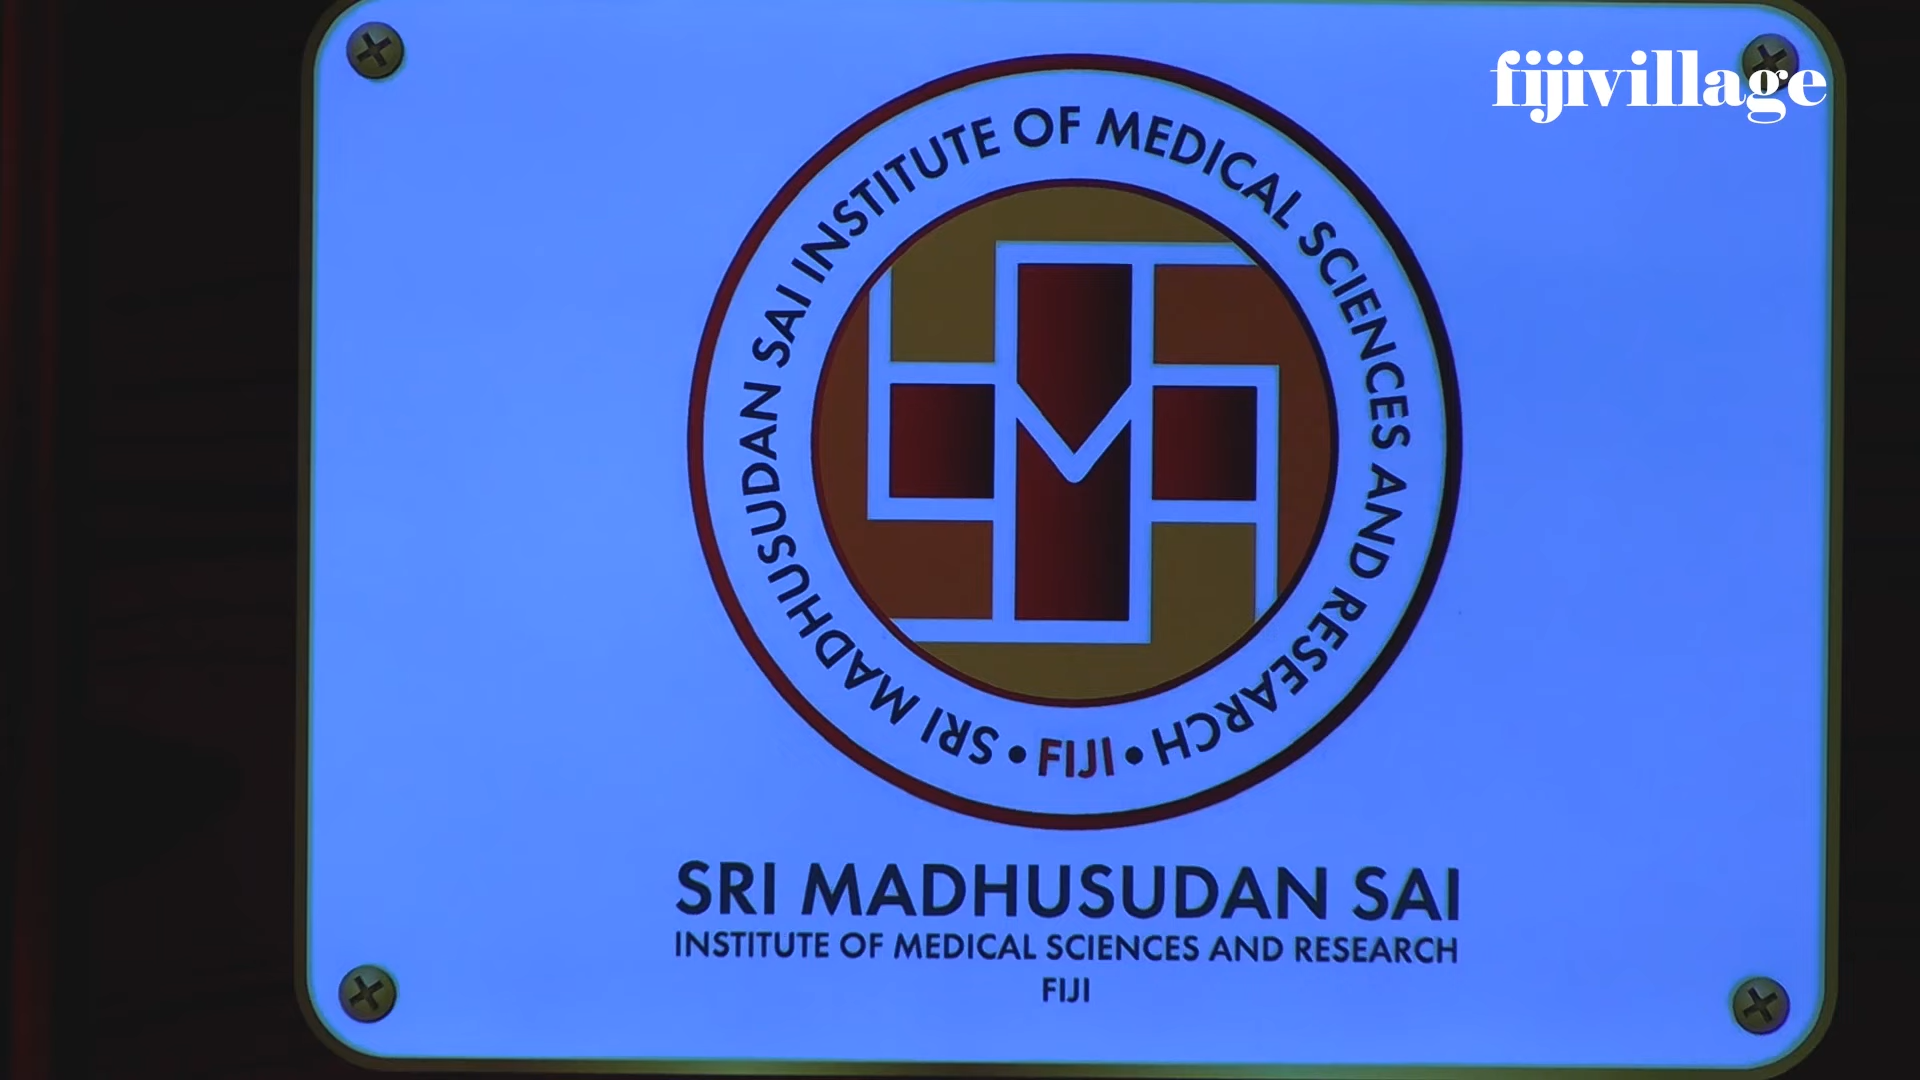 fijivillage
SRI MADHUSUDAN SAI INSTITUTE OF MEDICAL SCIENCES AND RESEARCH • FIJI •
SRI MADHUSUDAN SAI
INSTITUTE OF MEDICAL SCIENCES AND RESEARCH
FIJI